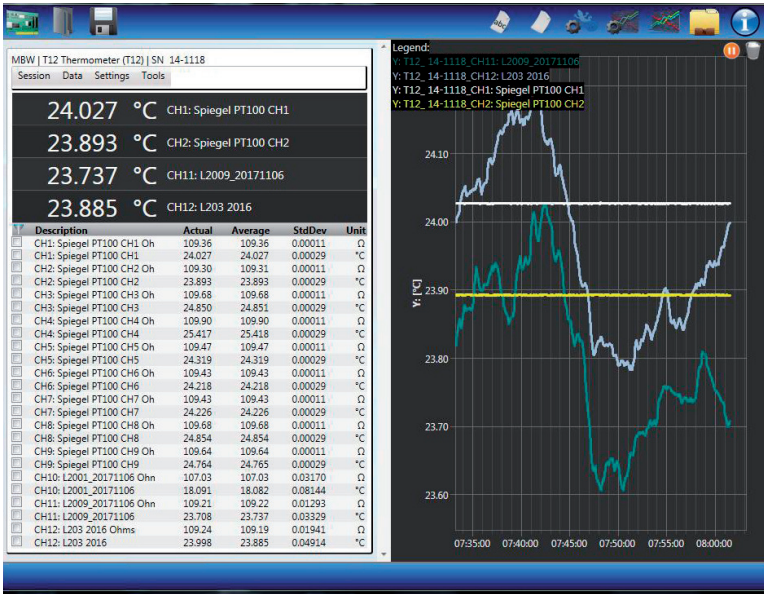 abc
MBW | T12 Thermometer (T12) | SN 14-1118
Session Data Settings Tools
24.027 °C CH1: Spiegel PT100 CH1
23.893 °C CH2: Spiegel PT100 CH2
23.737 °C CH11: L2009_20171106
23.885 °C CH12: L203 2016
Description Actual Average StdDev Unit
CH1: Spiegel PT100 CH1 Oh 109.36 109.36 0.00011 Ω
CH1: Spiegel PT100 CH1 24.027 24.027 0.00029 °C
CH2: Spiegel PT100 CH2 Oh 109.30 109.31 0.00011 Ω
CH2: Spiegel PT100 CH2 23.893 23.893 0.00029 °C
CH3: Spiegel PT100 CH3 Oh 109.68 109.68 0.00011 Ω
CH3: Spiegel PT100 CH3 24.850 24.851 0.00029 °C
CH4: Spiegel PT100 CH4 Oh 109.90 109.90 0.00011 Ω
CH4: Spiegel PT100 CH4 25.417 25.418 0.00029 °C
CH5: Spiegel PT100 CH5 Oh 109.47 109.47 0.00011 Ω
CH5: Spiegel PT100 CH5 24.319 24.319 0.00029 °C
CH6: Spiegel PT100 CH6 Oh 109.43 109.43 0.00011 Ω
CH6: Spiegel PT100 CH6 24.218 24.218 0.00029 °C
CH7: Spiegel PT100 CH7 Oh 109.43 109.43 0.00011 Ω
CH7: Spiegel PT100 CH7 24.226 24.226 0.00029 °C
CH8: Spiegel PT100 CH8 Oh 109.68 109.68 0.00011 Ω
CH8: Spiegel PT100 CH8 24.854 24.854 0.00029 °C
CH9: Spiegel PT100 CH9 Oh 109.64 109.64 0.00011 Ω
CH9: Spiegel PT100 CH9 24.764 24.765 0.00029 °C
CH10: L2001_20171106 Ohn 107.03 107.03 0.03170 Ω
CH10: L2001_20171106 18.091 18.082 0.08144 °C
CH11: L2009_20171106 Ohn 109.21 109.22 0.01293 Ω
CH11: L2009_20171106 23.708 23.737 0.03329 °C
CH12: L203 2016 Ohms 109.24 109.19 0.01941 Ω
CH12: L203 2016 23.998 23.885 0.04914 °C
Legend:
Y: T12_ 14-1118_CH11: L2009_20171106
Y: T12_ 14-1118_CH12: L203 2016
Y: T12_ 14-1118_CH1: Spiegel PT100 CH1
Y: T12_ 14-1118_CH2: Spiegel PT100 CH2
24.10
24.00
23.90
23.80
23.70
23.60
Y: [°C]
07:35:00 07:40:00 07:45:00 07:50:00 07:55:00 08:00:00